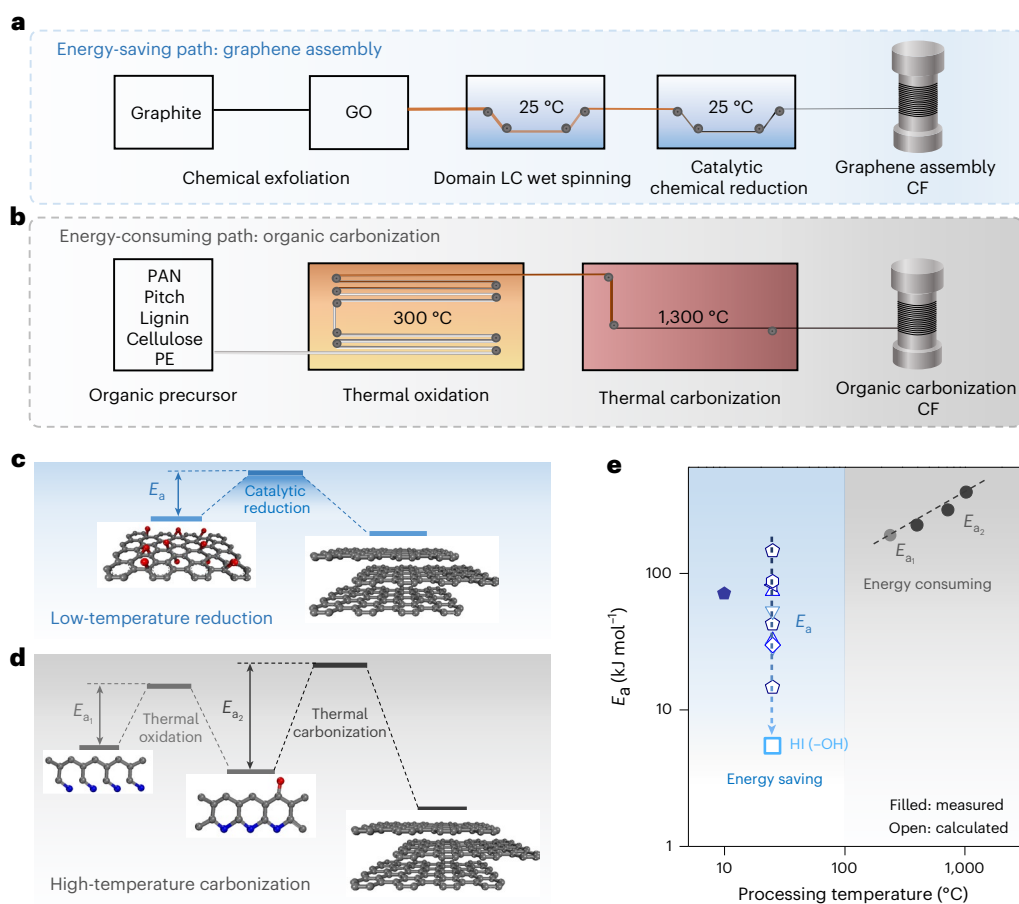 a
Energy-saving path: graphene assembly
Graphite
GO
25 °C
25 °C
Chemical exfoliation
Domain LC wet spinning
Catalytic
chemical reduction
Graphene assembly
CF
b
Energy-consuming path: organic carbonization
PAN
Pitch
Lignin
Cellulose
PE
300 °C
1,300 °C
Organic precursor
Thermal oxidation
Thermal carbonization
Organic carbonization
CF
c
Ea
Catalytic
reduction
Low-temperature reduction
d
Ea1
Thermal
oxidation
Ea2
Thermal
carbonization
High-temperature carbonization
e
Ea (kJ mol−1)
100
10
1
Ea1
Ea2
Energy consuming
Ea
HI (–OH)
Energy saving
Filled: measured
Open: calculated
10
100
1,000
Processing temperature (°C)